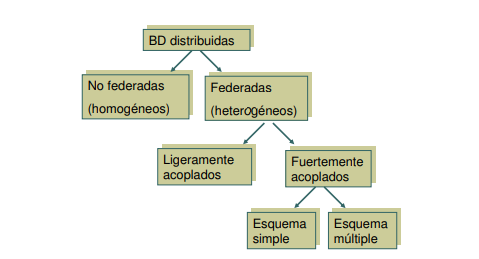 BD distribuidas
No federadas
(homogéneos)
Federadas
(heterogéneos)
Ligeramente
acoplados
Fuertemente
acoplados
Esquema
simple
Esquema
múltiple